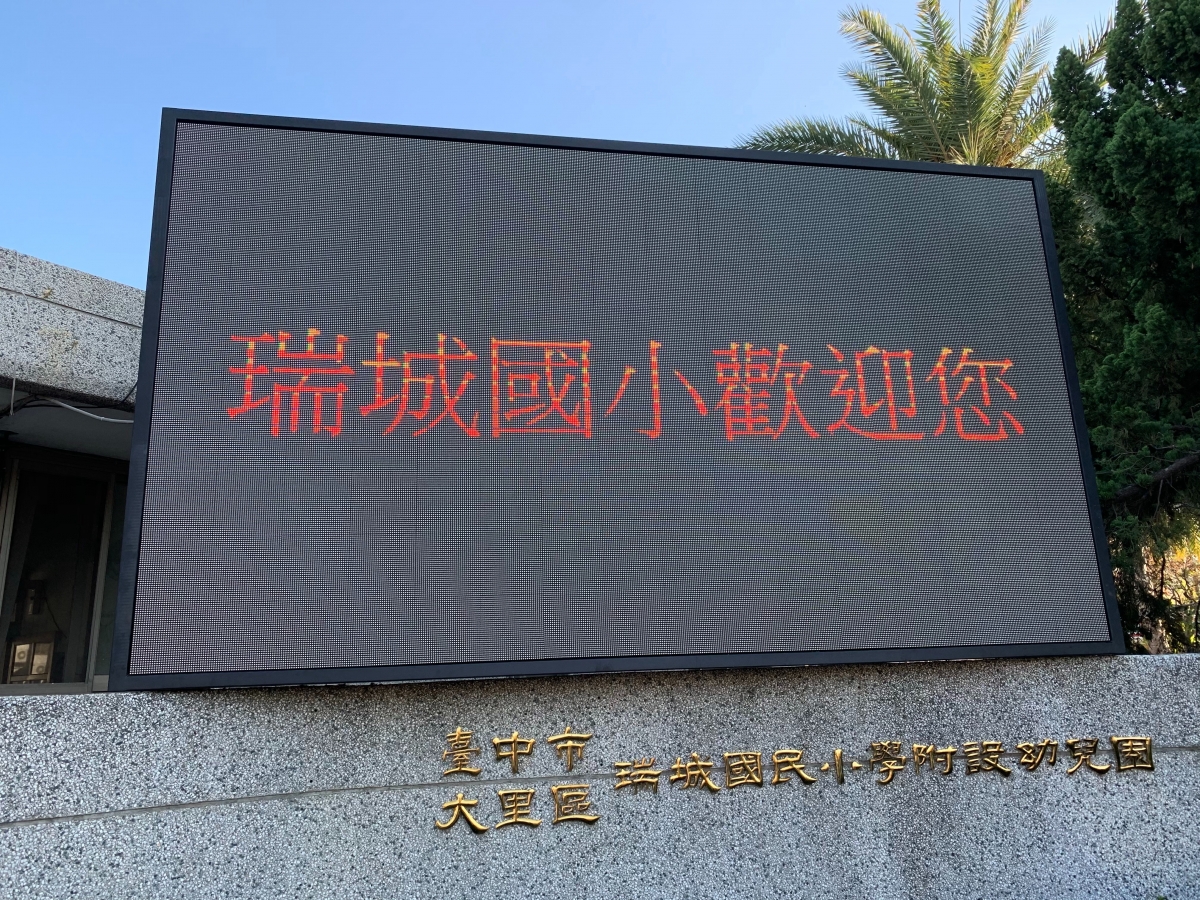 瑞城國小歡迎您
臺中市
大里區
瑞城國民小學附設幼兒園